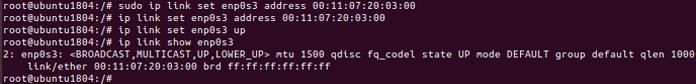 root@ubuntu1804:/# sudo ip link set enp0s3 address 00:11:07:20:03:00
root@ubuntu1804:/# ip link set enp0s3 address 00:11:07:20:03:00
root@ubuntu1804:/# ip link set enp0s3 up
root@ubuntu1804:/# ip link show enp0s3
2: enp0s3: <BROADCAST,MULTICAST,UP,LOWER_UP> mtu 1500 qdisc fq_codel state UP mode DEFAULT group default qlen 1000
    link/ether 00:11:07:20:03:00 brd ff:ff:ff:ff:ff:ff
root@ubuntu1804:/#